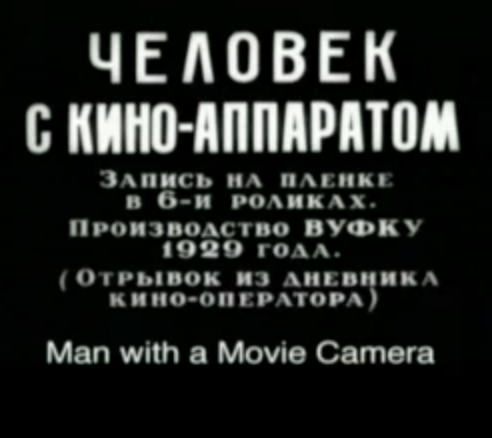 ЧЕЛОВЕК
С КИНО-АППАРАТОМ
ЗАПИСЬ НА ПЛЕНКЕ
В 6-И РОЛИКАХ.
ПРОИЗВОДСТВО ВУФКУ
1929 ГОДА.
(ОТРЫВОК ИЗ ДНЕВНИКА
КИНО-ОПЕРАТОРА)
Man with a Movie Camera